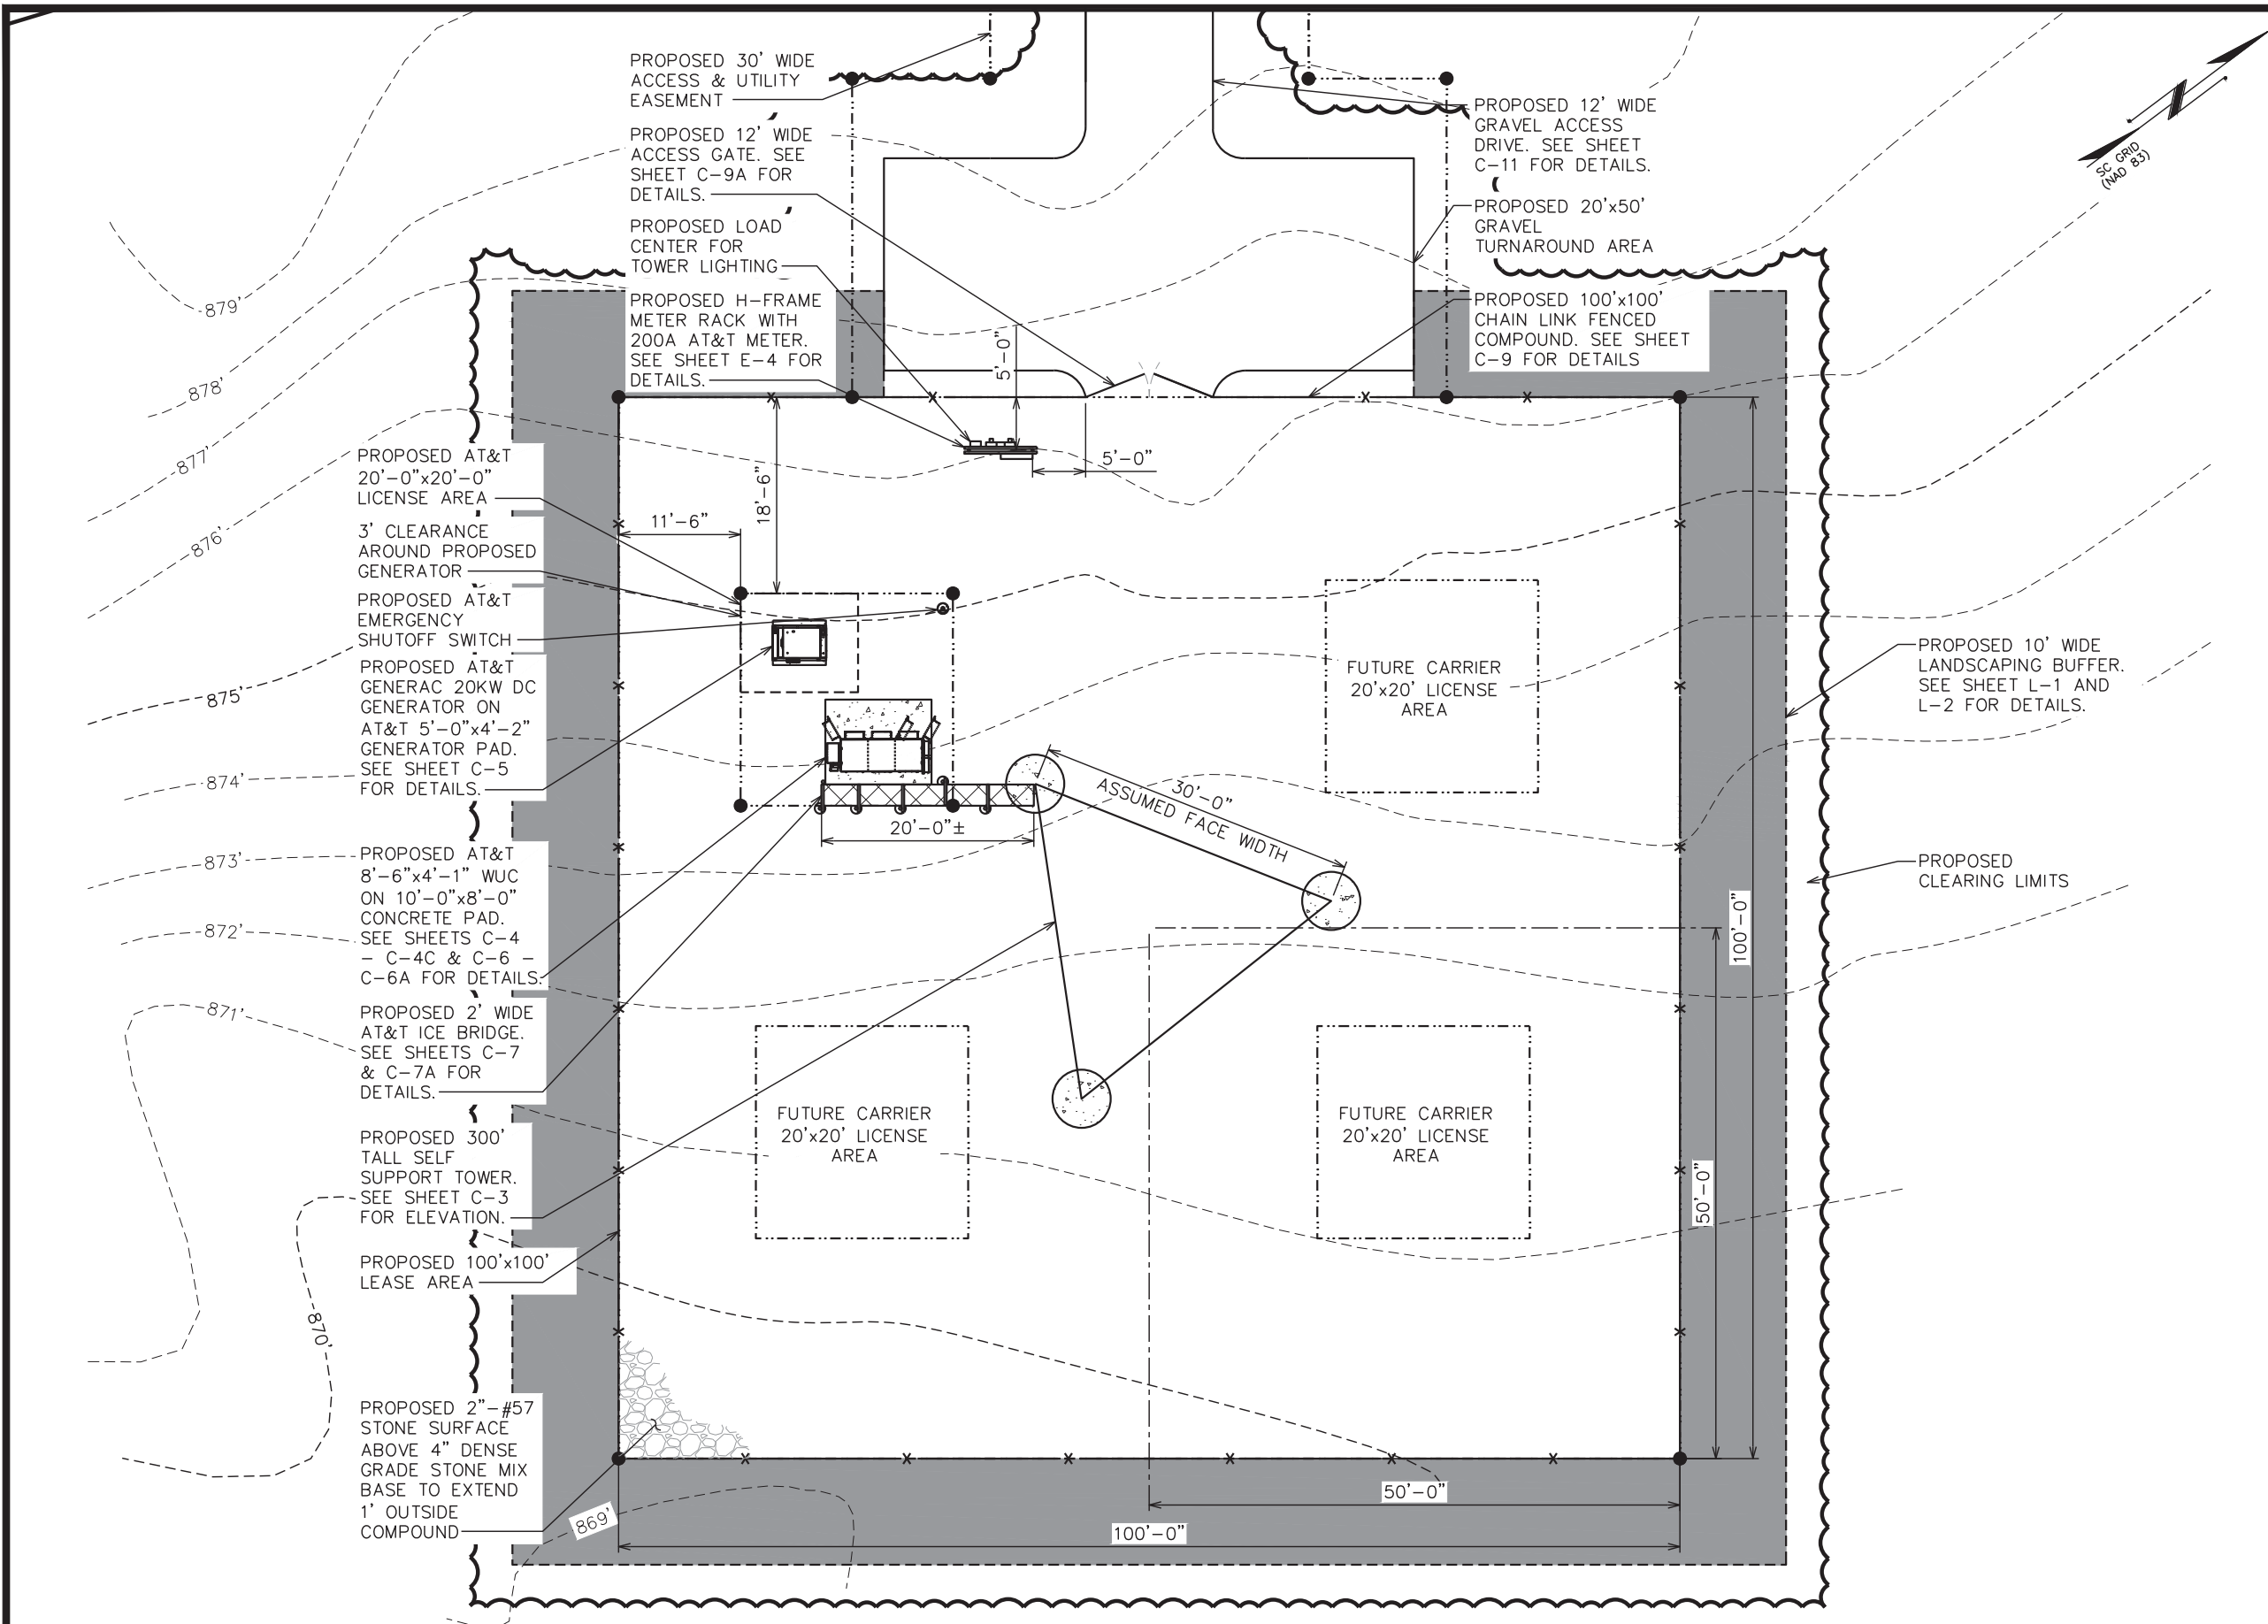 PROPOSED 30' WIDE
ACCESS & UTILITY
EASEMENT
PROPOSED 12' WIDE
ACCESS GATE. SEE
SHEET C-9A FOR
DETAILS.
PROPOSED LOAD
CENTER FOR
TOWER LIGHTING
PROPOSED H-FRAME
METER RACK WITH
200A AT&T METER.
SEE SHEET E-4 FOR
DETAILS.
PROPOSED 12' WIDE
GRAVEL ACCESS
DRIVE. SEE SHEET
C-11 FOR DETAILS.
PROPOSED 20'x50'
GRAVEL
TURNAROUND AREA
PROPOSED 100'x100'
CHAIN LINK FENCED
COMPOUND. SEE SHEET
C-9 FOR DETAILS
SC GRID
(NAD 83)
879'
878'
877'
876'
875'
874'
873'
872'
871'
870'
869'
5'-0"
5'-0"
18'-6"
11'-6"
PROPOSED AT&T
20'-0"x20'-0"
LICENSE AREA
3' CLEARANCE
AROUND PROPOSED
GENERATOR
PROPOSED AT&T
EMERGENCY
SHUTOFF SWITCH
PROPOSED AT&T
GENERAC 20KW DC
GENERATOR ON
AT&T 5'-0"x4'-2"
GENERATOR PAD.
SEE SHEET C-5
FOR DETAILS.
PROPOSED AT&T
8'-6"x4'-1" WUC
ON 10'-0"x8'-0"
CONCRETE PAD.
SEE SHEETS C-4
- C-4C & C-6 -
C-6A FOR DETAILS.
PROPOSED 2' WIDE
AT&T ICE BRIDGE.
SEE SHEETS C-7
& C-7A FOR
DETAILS.
PROPOSED 300'
TALL SELF
SUPPORT TOWER.
SEE SHEET C-3
FOR ELEVATION.
PROPOSED 100'x100'
LEASE AREA
PROPOSED 2"-#57
STONE SURFACE
ABOVE 4" DENSE
GRADE STONE MIX
BASE TO EXTEND
1' OUTSIDE
COMPOUND
20'-0"±
30'-0"
ASSUMED FACE WIDTH
FUTURE CARRIER
20'x20' LICENSE
AREA
FUTURE CARRIER
20'x20' LICENSE
AREA
FUTURE CARRIER
20'x20' LICENSE
AREA
PROPOSED 10' WIDE
LANDSCAPING BUFFER.
SEE SHEET L-1 AND
L-2 FOR DETAILS.
PROPOSED
CLEARING LIMITS
100'-0"
50'-0"
50'-0"
100'-0"